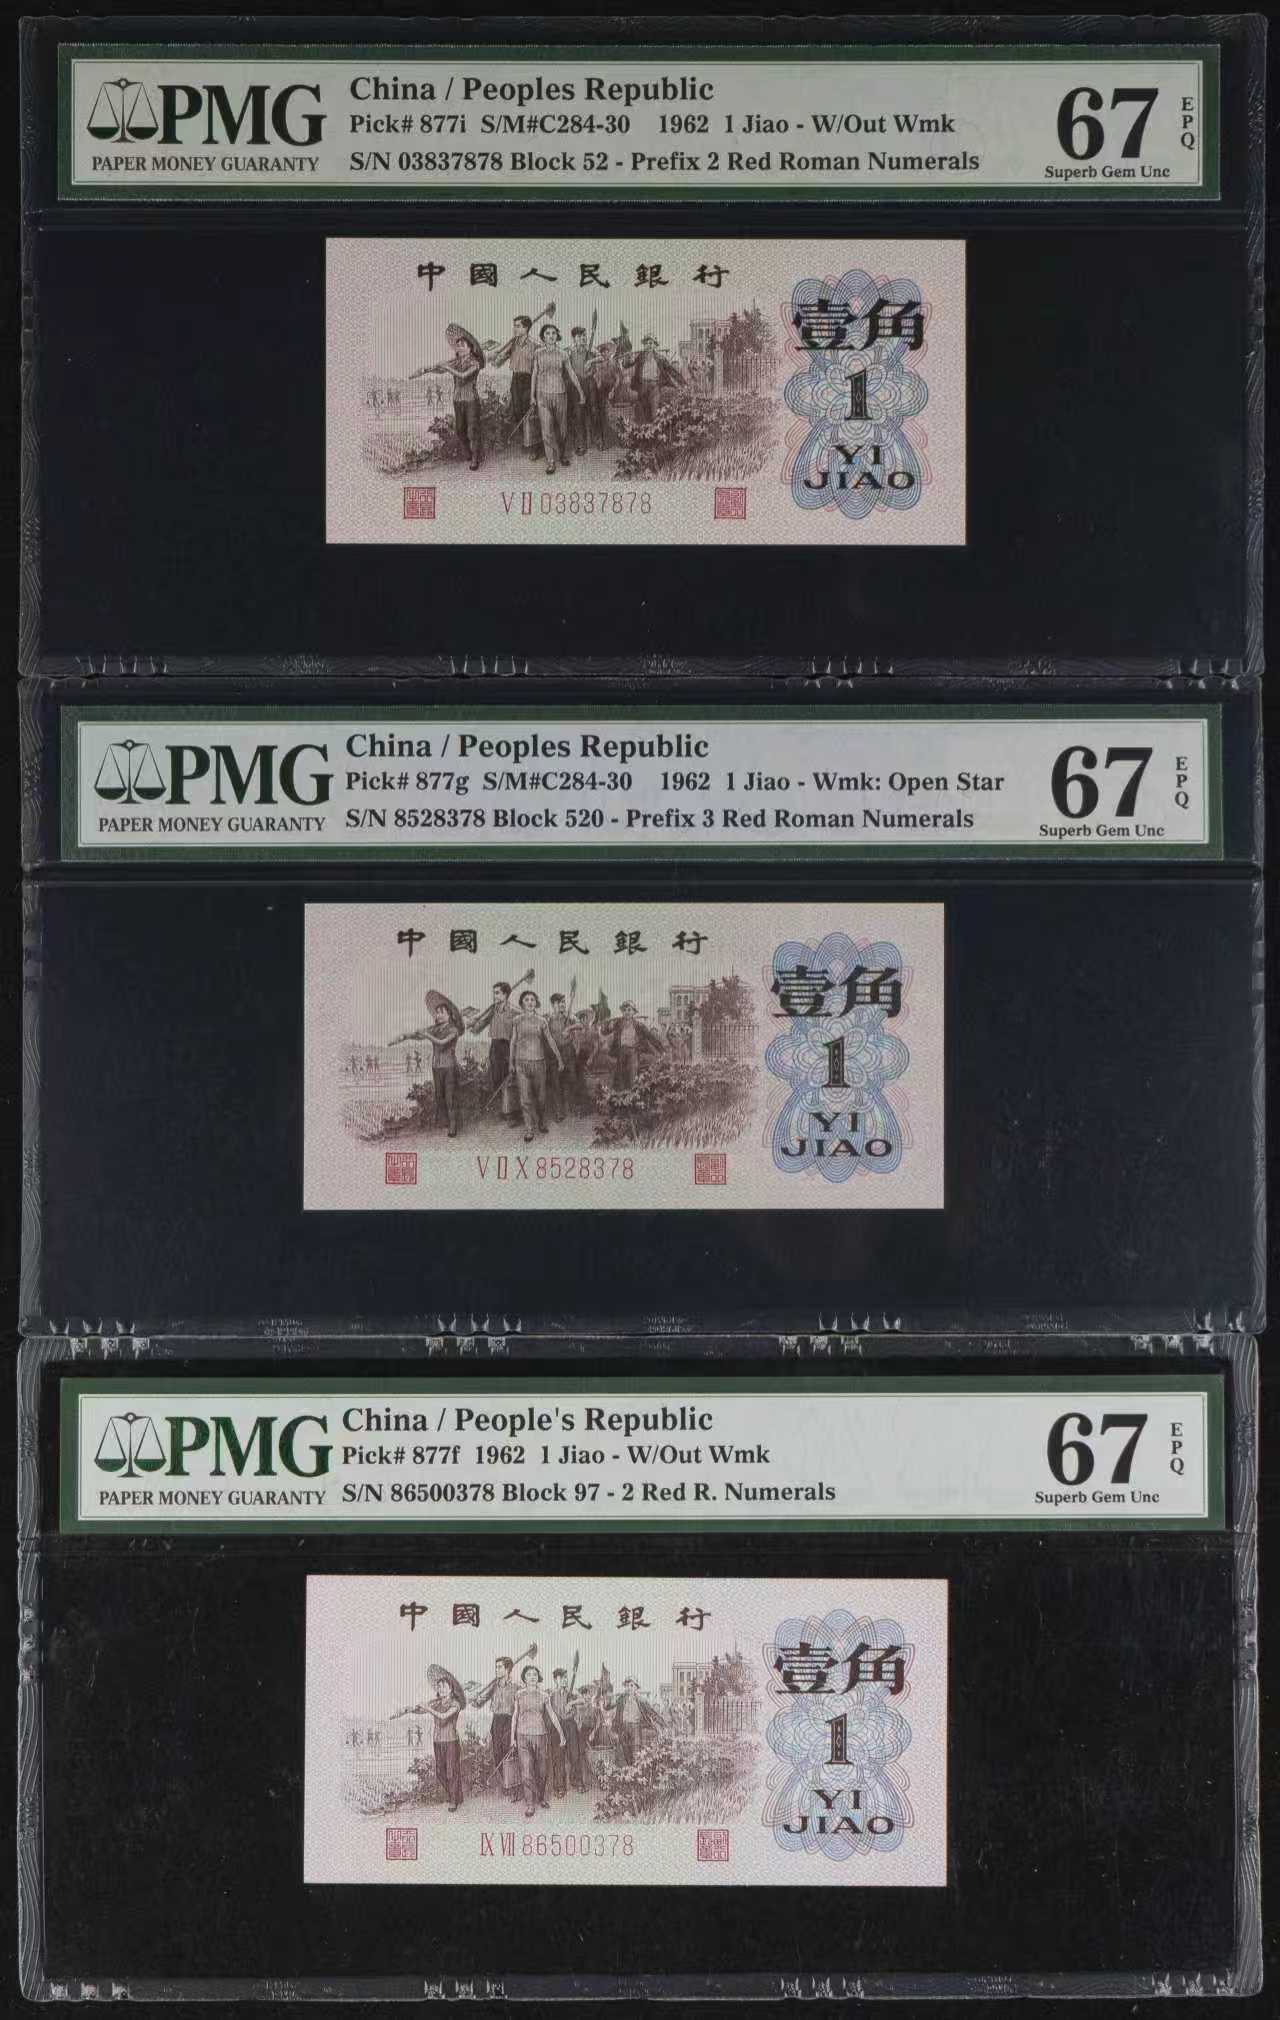 PMG
PAPER MONEY GUARANTY
China / Peoples Republic
Pick# 877i S/M#C284-30 1962 1 Jiao - W/Out Wmk
S/N 03837878 Block 52 - Prefix 2 Red Roman Numerals
67
EPQ
Superb Gem Unc
中國人民銀行
壹角
1
YI
JIAO
V II 03837878
PMG
PAPER MONEY GUARANTY
China / Peoples Republic
Pick# 877g S/M#C284-30 1962 1 Jiao - Wmk: Open Star
S/N 8528378 Block 520 - Prefix 3 Red Roman Numerals
67
EPQ
Superb Gem Unc
中國人民銀行
壹角
1
YI
JIAO
V II X 8528378
PMG
PAPER MONEY GUARANTY
China / People's Republic
Pick# 877f 1962 1 Jiao - W/Out Wmk
S/N 86500378 Block 97 - 2 Red R. Numerals
67
EPQ
Superb Gem Unc
中國人民銀行
壹角
1
YI
JIAO
IX VII 86500378